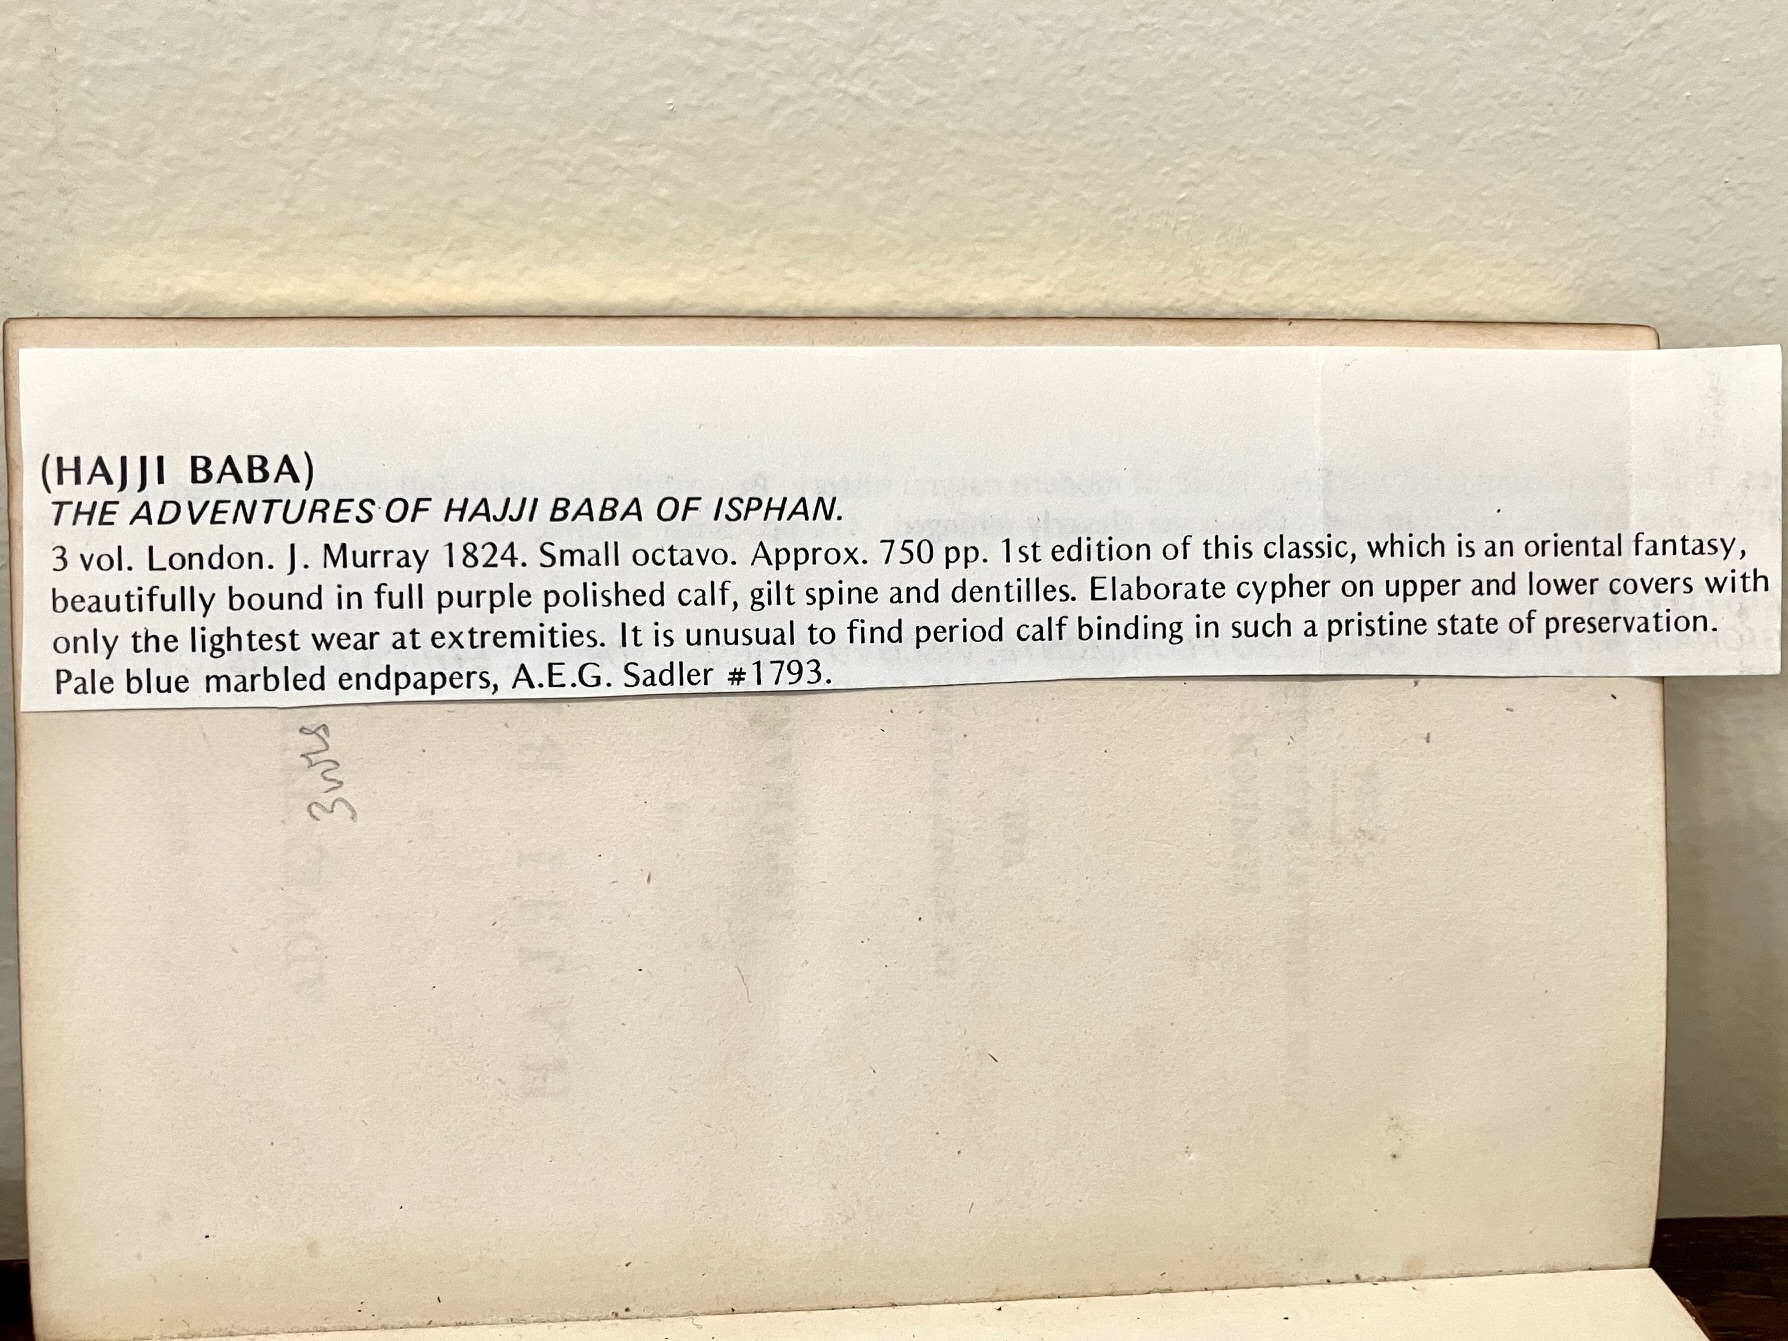 (HAJJI BABA)
THE ADVENTURES OF HAJJI BABA OF ISPHAN.
3 vol. London. J. Murray 1824. Small octavo. Approx. 750 pp. 1st edition of this classic, which is an oriental fantasy,
beautifully bound in full purple polished calf, gilt spine and dentilles. Elaborate cypher on upper and lower covers with
only the lightest wear at extremities. It is unusual to find period calf binding in such a pristine state of preservation.
Pale blue marbled endpapers, A.E.G. Sadler #1793.